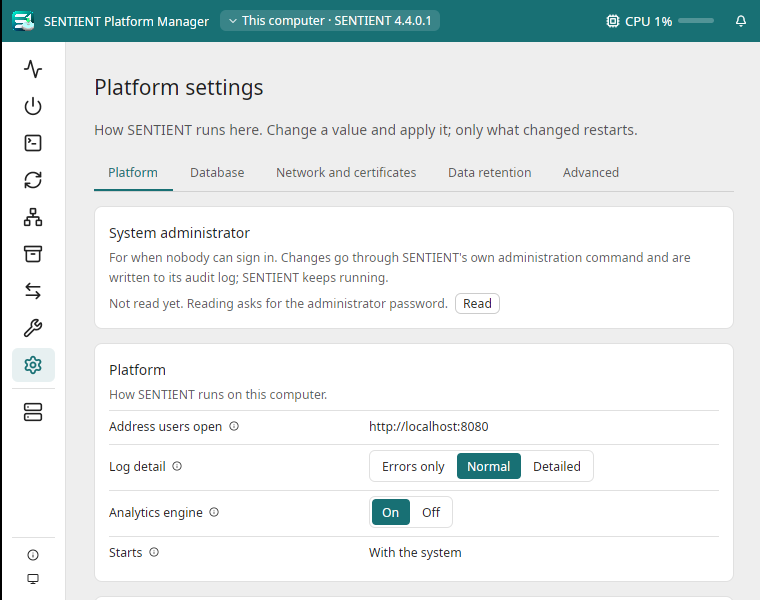 SENTIENT Platform Manager
This computer · SENTIENT 4.4.0.1
CPU 1%
Platform settings
How SENTIENT runs here. Change a value and apply it; only what changed restarts.
Platform
Database
Network and certificates
Data retention
Advanced
System administrator
For when nobody can sign in. Changes go through SENTIENT's own administration command and are
written to its audit log; SENTIENT keeps running.
Not read yet. Reading asks for the administrator password.
Read
Platform
How SENTIENT runs on this computer.
Address users open
http://localhost:8080
Log detail
Errors only
Normal
Detailed
Analytics engine
On
Off
Starts
With the system